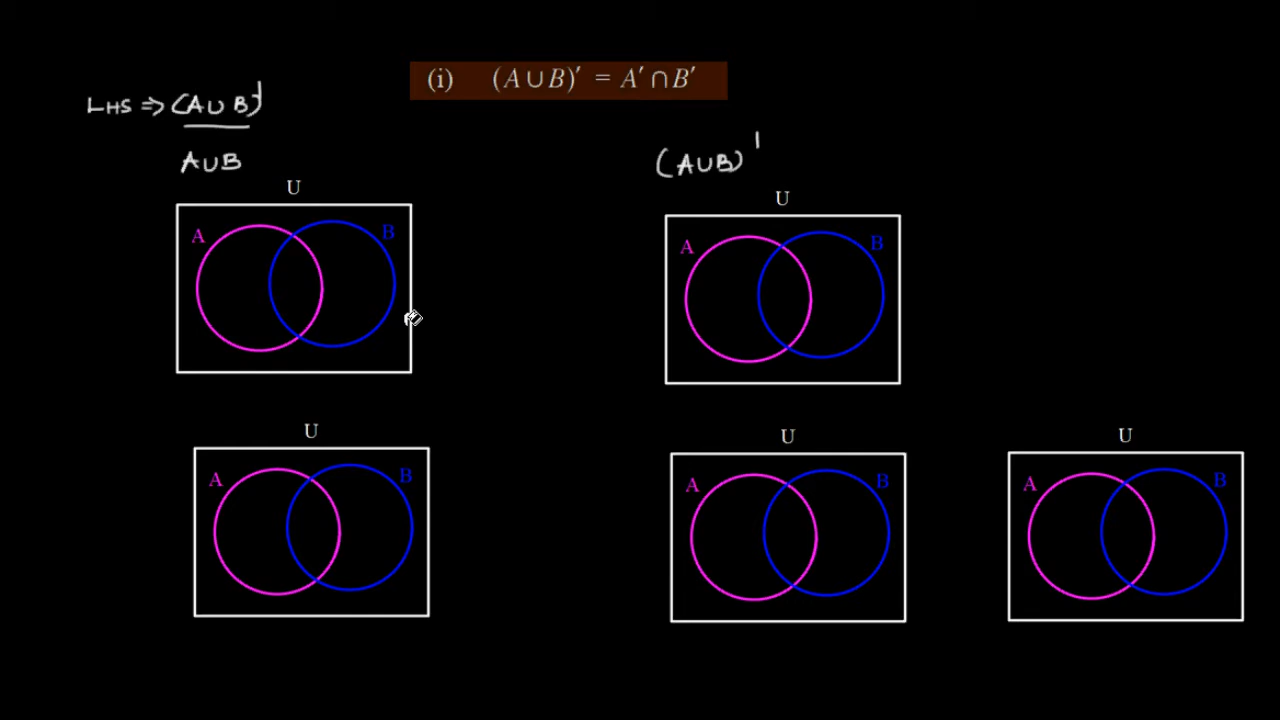 (i) (A∪B)′ = A′∩B′
LHS ⇒ (A∪B)′
A∪B
(A∪B)′
U
A B
U
A B
U
A B
U
A B
U
A B